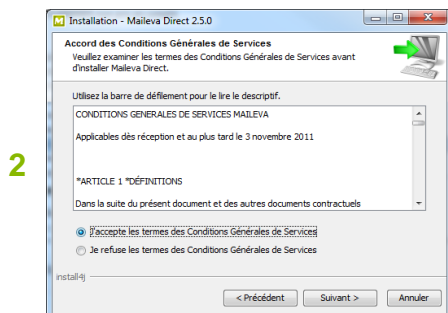 Installation - Maileva Direct 2.5.0
Accord des Conditions Générales de Services
Veuillez examiner les termes des Conditions Générales de Services avant
d'installer Maileva Direct.
Utilisez la barre de défilement pour le lire le descriptif.
CONDITIONS GENERALES DE SERVICES MAILEVA
Applicables dès réception et au plus tard le 3 novembre 2011
2
*ARTICLE 1 *DÉFINITIONS
Dans la suite du présent document et des autres documents contractuels
J'accepte les termes des Conditions Générales de Services
Je refuse les termes des Conditions Générales de Services
install4j
< Précédent Suivant > Annuler